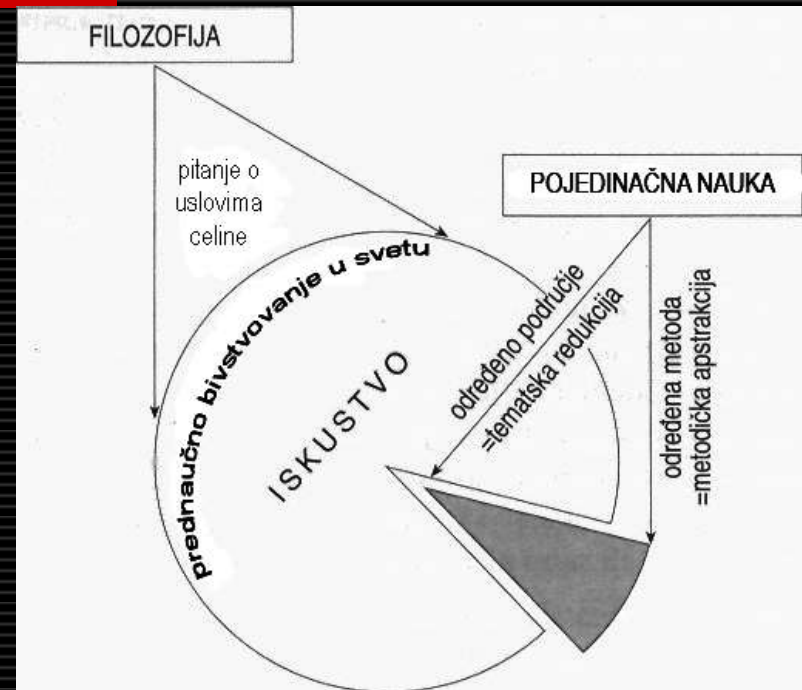 FILOZOFIJA
pitanje o
uslovima
celine
POJEDINAČNA NAUKA
prednaučno bivstvovanje u svetu
ISKUSTVO
određeno područje
=tematska redukcija
određena metoda
=metodička apstrakcija